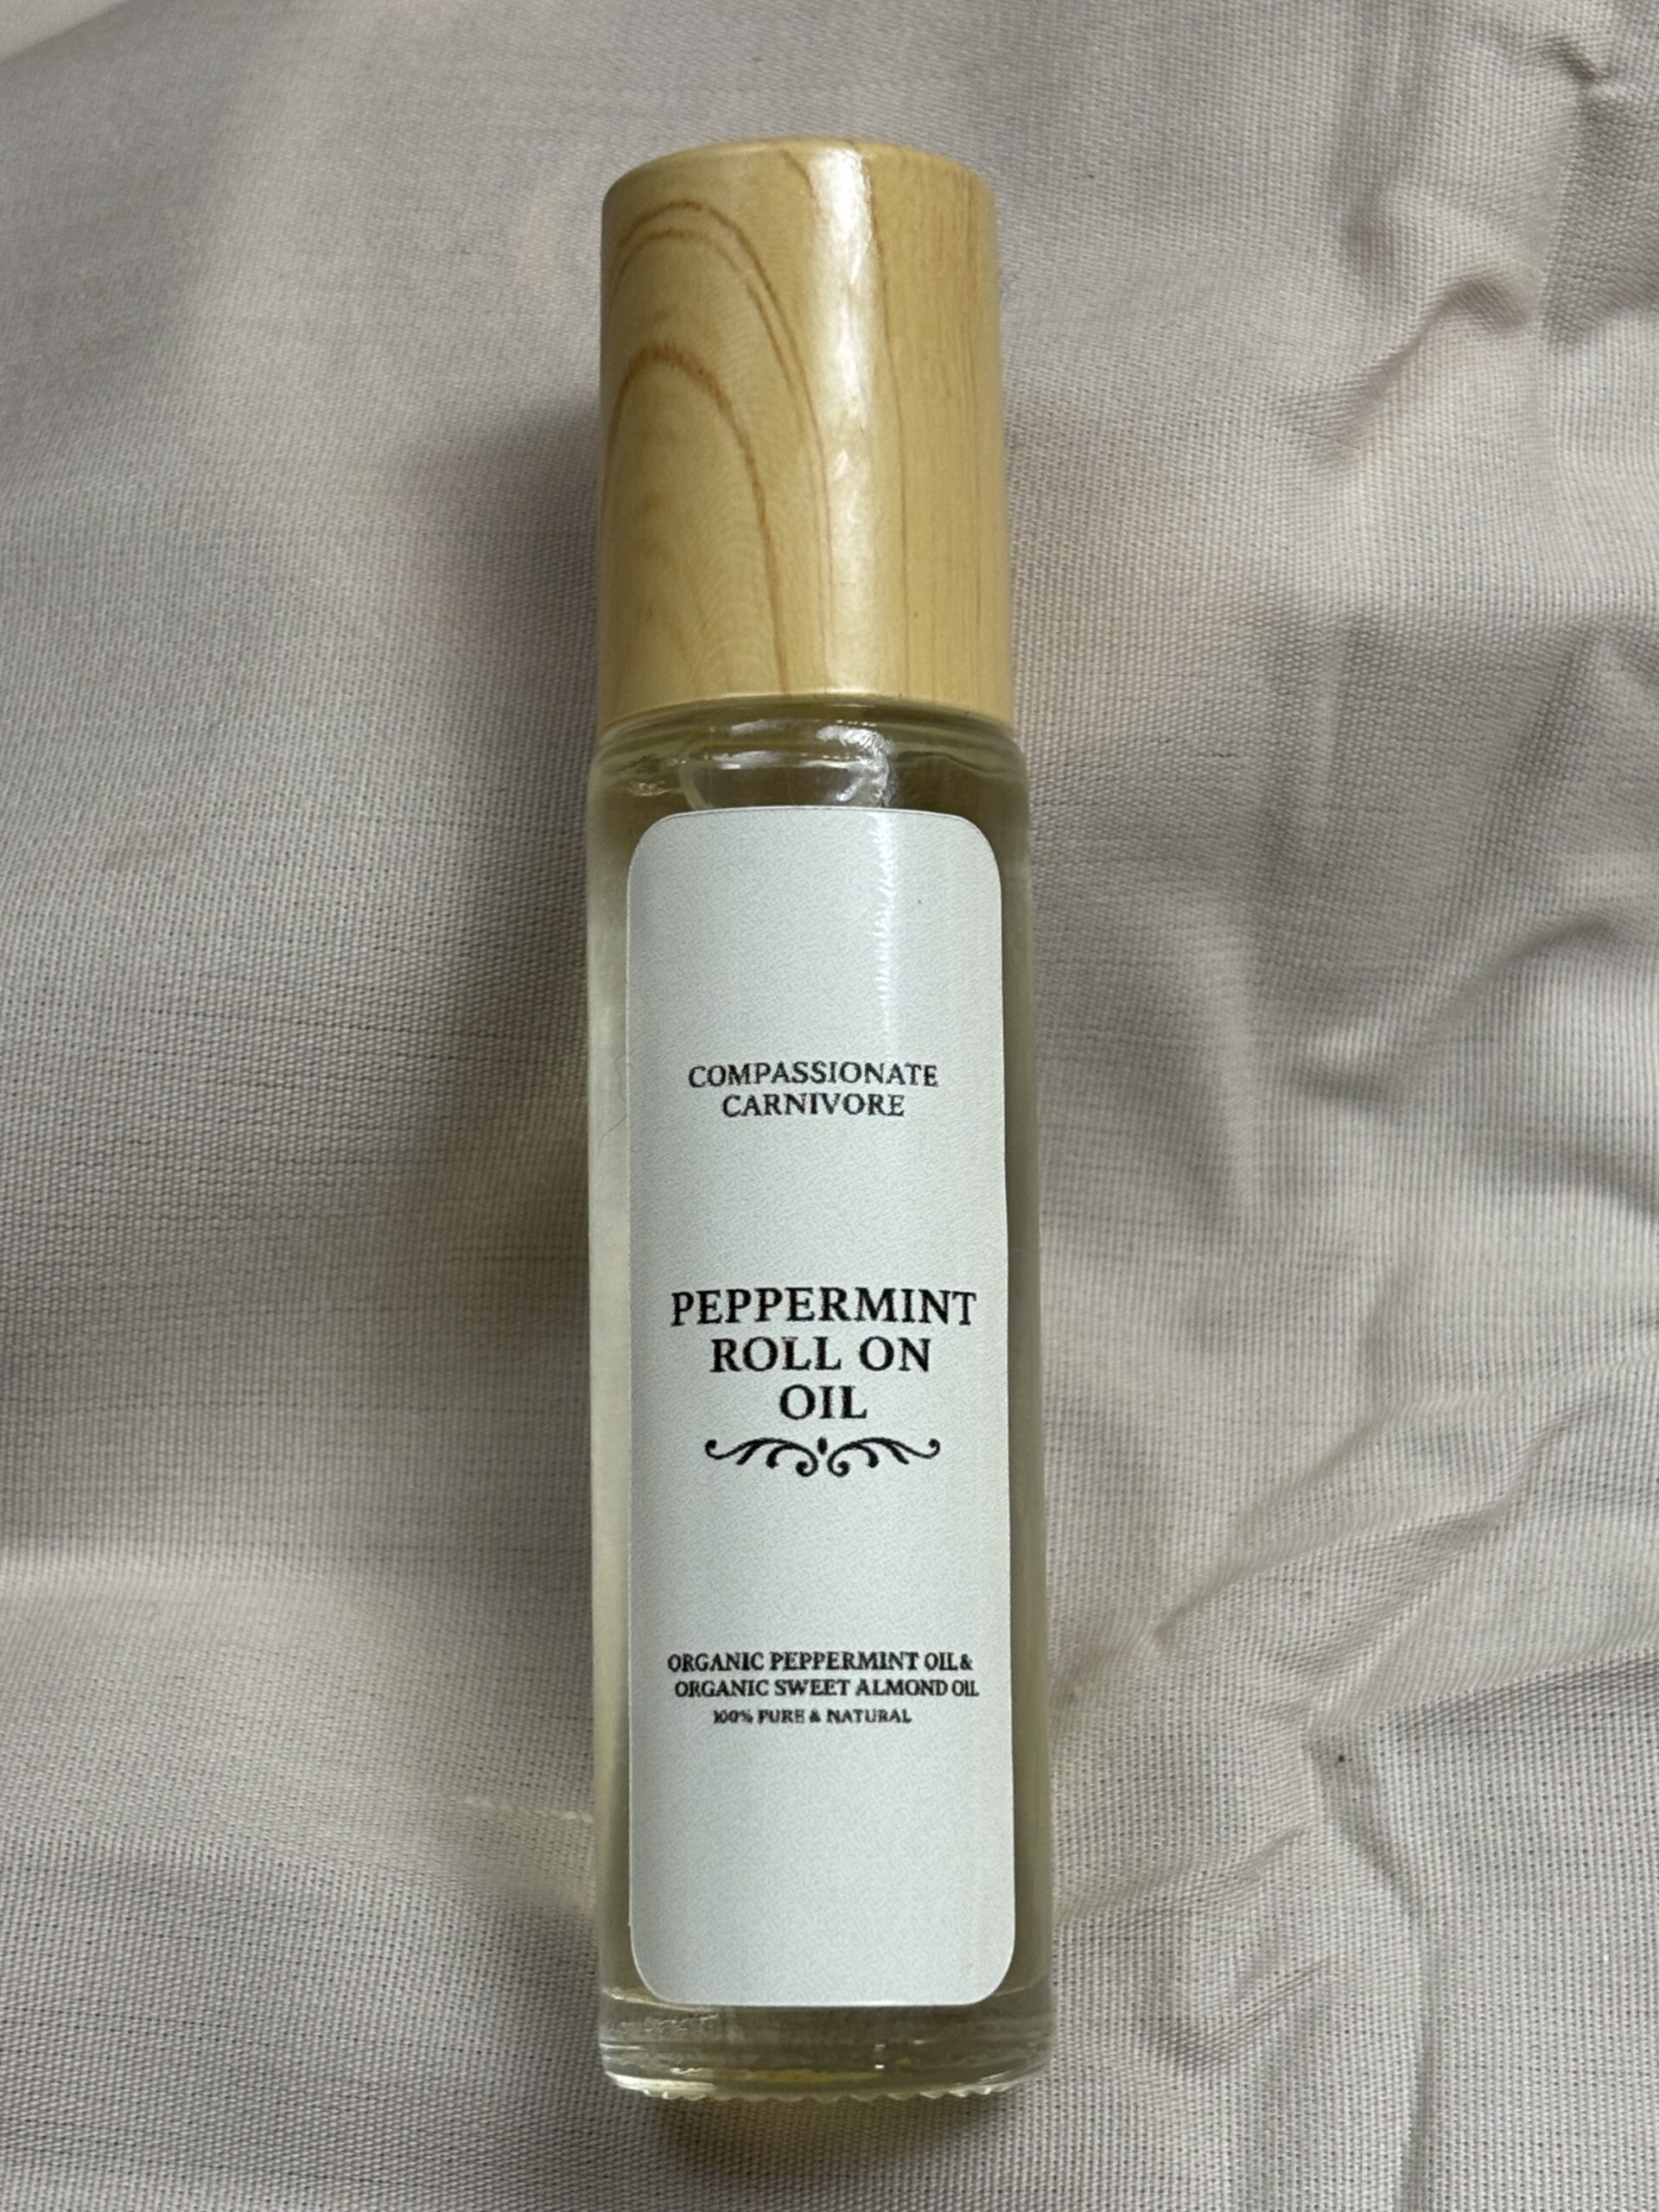 COMPASSIONATE
CARNIVORE
PEPPERMINT
ROLL ON
OIL
ORGANIC PEPPERMINT OIL &
ORGANIC SWEET ALMOND OIL
100% PURE & NATURAL